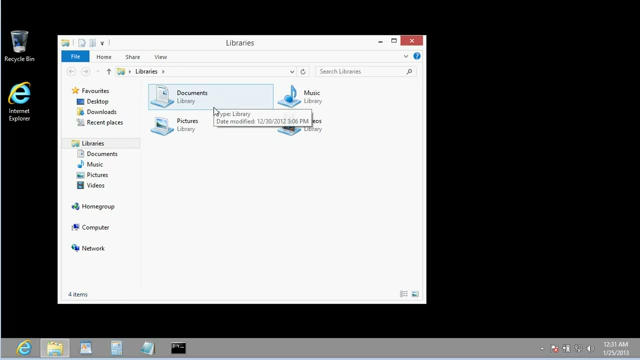 Recycle Bin
Internet
Explorer
Libraries
File
Home
Share
View
Libraries
Search Libraries
Favourites
Desktop
Downloads
Recent places
Libraries
Documents
Music
Pictures
Videos
Homegroup
Computer
Network
Documents
Library
Music
Library
Pictures
Library
Library
Type: Library
Date modified: 12/30/2012 3:06 PM
4 items
12:31 AM
1/25/2013